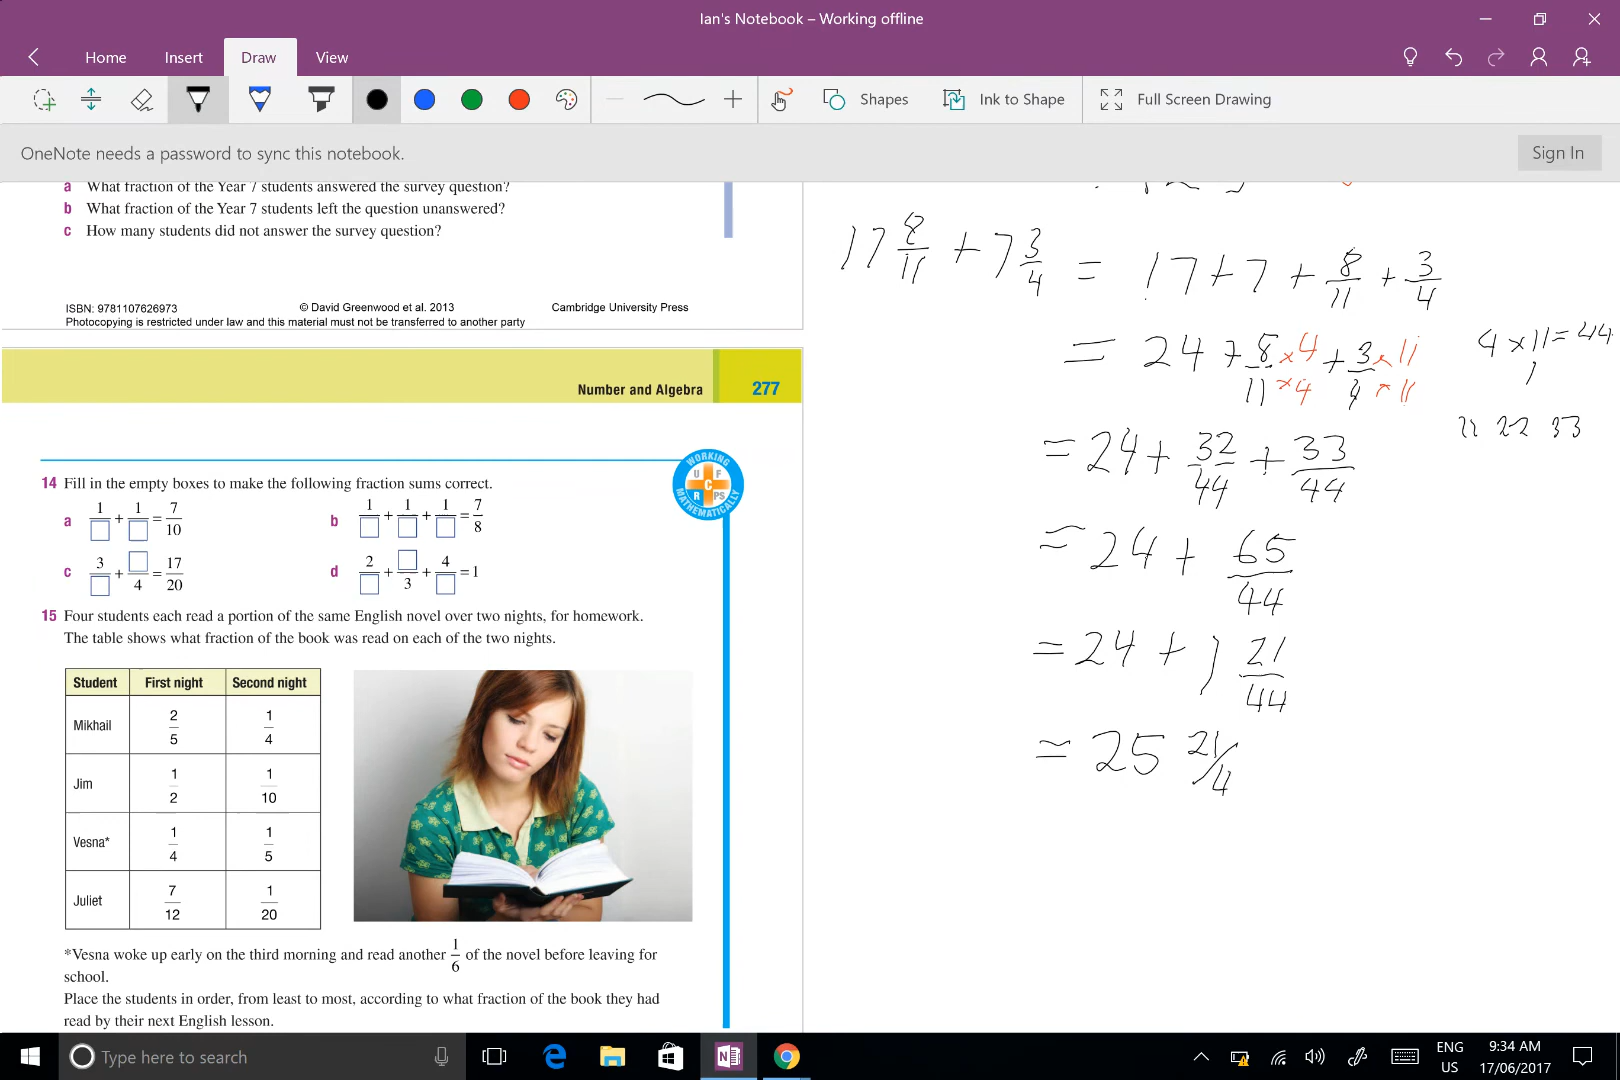 Ian's Notebook – Working offline
Home Insert Draw View
Shapes Ink to Shape Full Screen Drawing
OneNote needs a password to sync this notebook. Sign In
a What fraction of the Year 7 students answered the survey question?
b What fraction of the Year 7 students left the question unanswered?
c How many students did not answer the survey question?
ISBN: 9781107626973 © David Greenwood et al. 2013 Cambridge University Press
Photocopying is restricted under law and this material must not be transferred to another party
Number and Algebra 277
WORKING MATHEMATICALLY
U F C R PS
14 Fill in the empty boxes to make the following fraction sums correct.
a 1/□ + 1/□ = 7/10
b 1/□ + 1/□ + 1/□ = 7/8
c 3/□ + □/4 = 17/20
d 2/□ + □/3 + 4/□ = 1
15 Four students each read a portion of the same English novel over two nights, for homework.
The table shows what fraction of the book was read on each of the two nights.
Student First night Second night
Mikhail 2/5 1/4
Jim 1/2 1/10
Vesna* 1/4 1/5
Juliet 7/12 1/20
*Vesna woke up early on the third morning and read another 1/6 of the novel before leaving for
school.
Place the students in order, from least to most, according to what fraction of the book they had
read by their next English lesson.
17 8/11 + 7 3/4 = 17 + 7 + 8/11 + 3/4
= 24 + 8/11 ×4/×4 + 3/4 ×11/×11
4 × 11 = 44
1
11 22 33
= 24 + 32/44 + 33/44
= 24 + 65/44
= 24 + 1 21/44
= 25 21/4
Type here to search
N
ENG
US
9:34 AM
17/06/2017